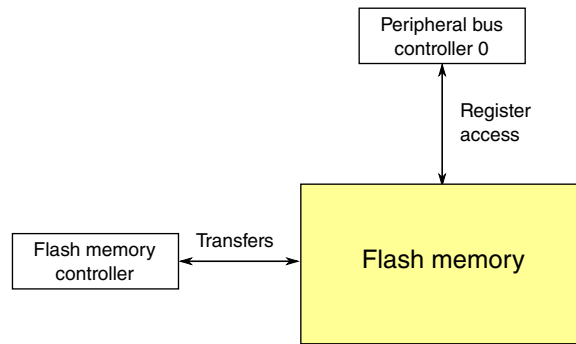 Peripheral bus
controller 0
Register
access
Transfers
Flash memory
controller
Flash memory